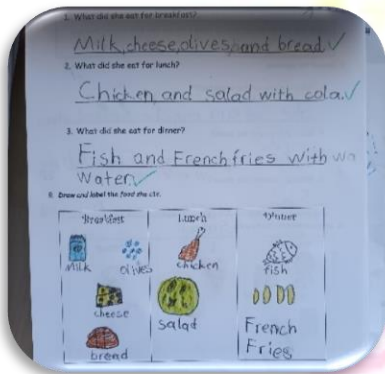 1. What did she eat for breakfast?
Milk, cheese, olives, and bread.
2. What did she eat for lunch?
Chicken and salad with cola.
3. What did she eat for dinner?
Fish and French fries with wa
Water.
Draw and label the food she ate.
Breakfast Lunch Dinner
Milk olives chicken fish
cheese
salad French
Fries
bread